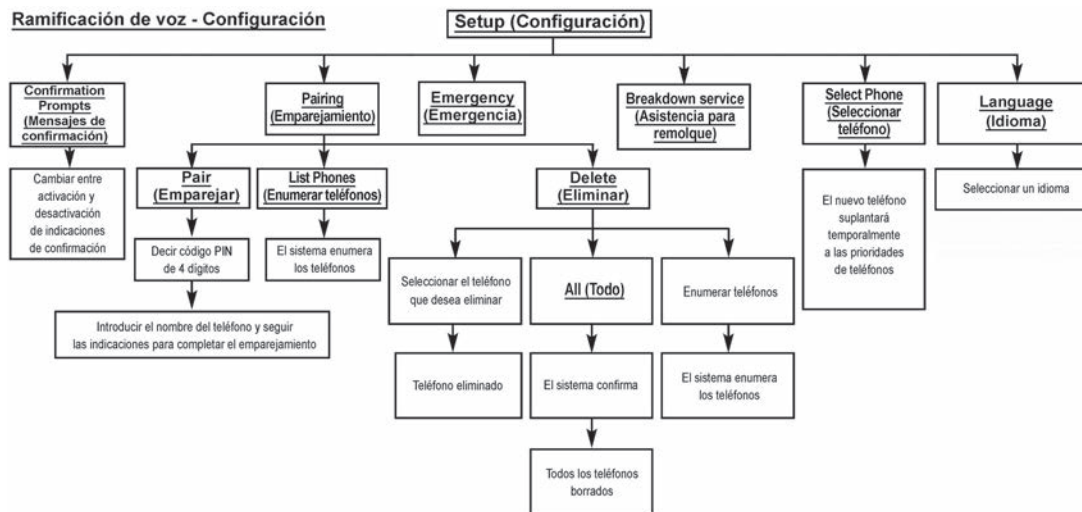 Ramificación de voz - Configuración
Setup (Configuración)
Confirmation
Prompts
(Mensajes de
confirmación)
Pairing
(Emparejamiento)
Emergency
(Emergencia)
Breakdown service
(Asistencia para
remolque)
Select Phone
(Seleccionar
teléfono)
Language
(Idioma)
Cambiar entre
activación y
desactivación
de indicaciones
de confirmación
Pair
(Emparejar)
List Phones
(Enumerar teléfonos)
Delete
(Eliminar)
El nuevo teléfono
suplantará
temporalmente
a las prioridades
de teléfonos
Seleccionar un idioma
Decir código PIN
de 4 dígitos
El sistema enumera
los teléfonos
Seleccionar el teléfono
que desea eliminar
All (Todo)
Enumerar teléfonos
Introducir el nombre del teléfono y seguir
las indicaciones para completar el emparejamiento
Teléfono eliminado
El sistema confirma
El sistema enumera
los teléfonos
Todos los teléfonos
borrados